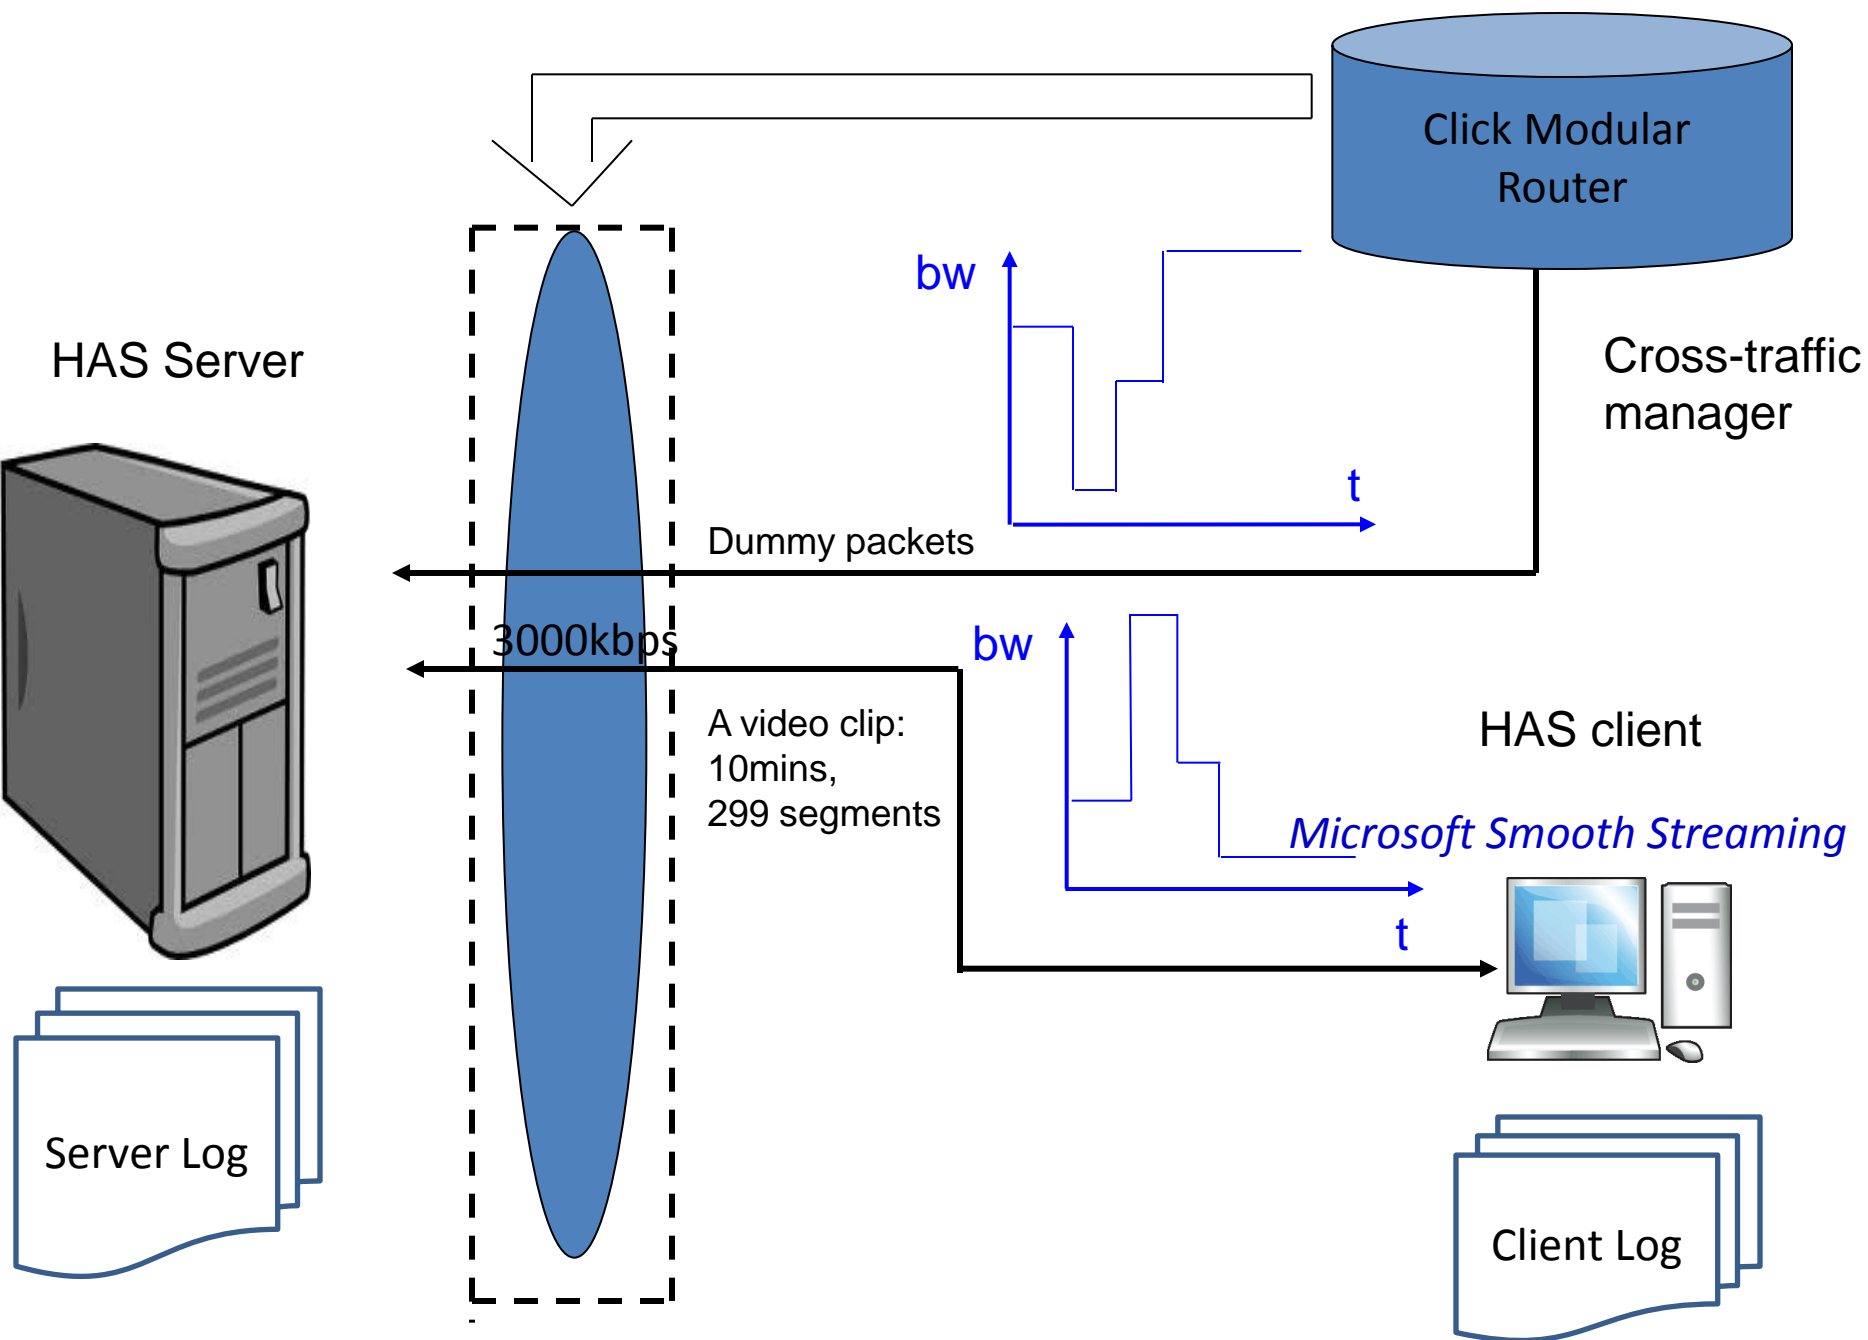 Click Modular
Router
bw
HAS Server
Cross-traffic
manager
t
Dummy packets
3000kbps
bw
A video clip:
10mins,
299 segments
HAS client
Microsoft Smooth Streaming
t
Server Log
Client Log